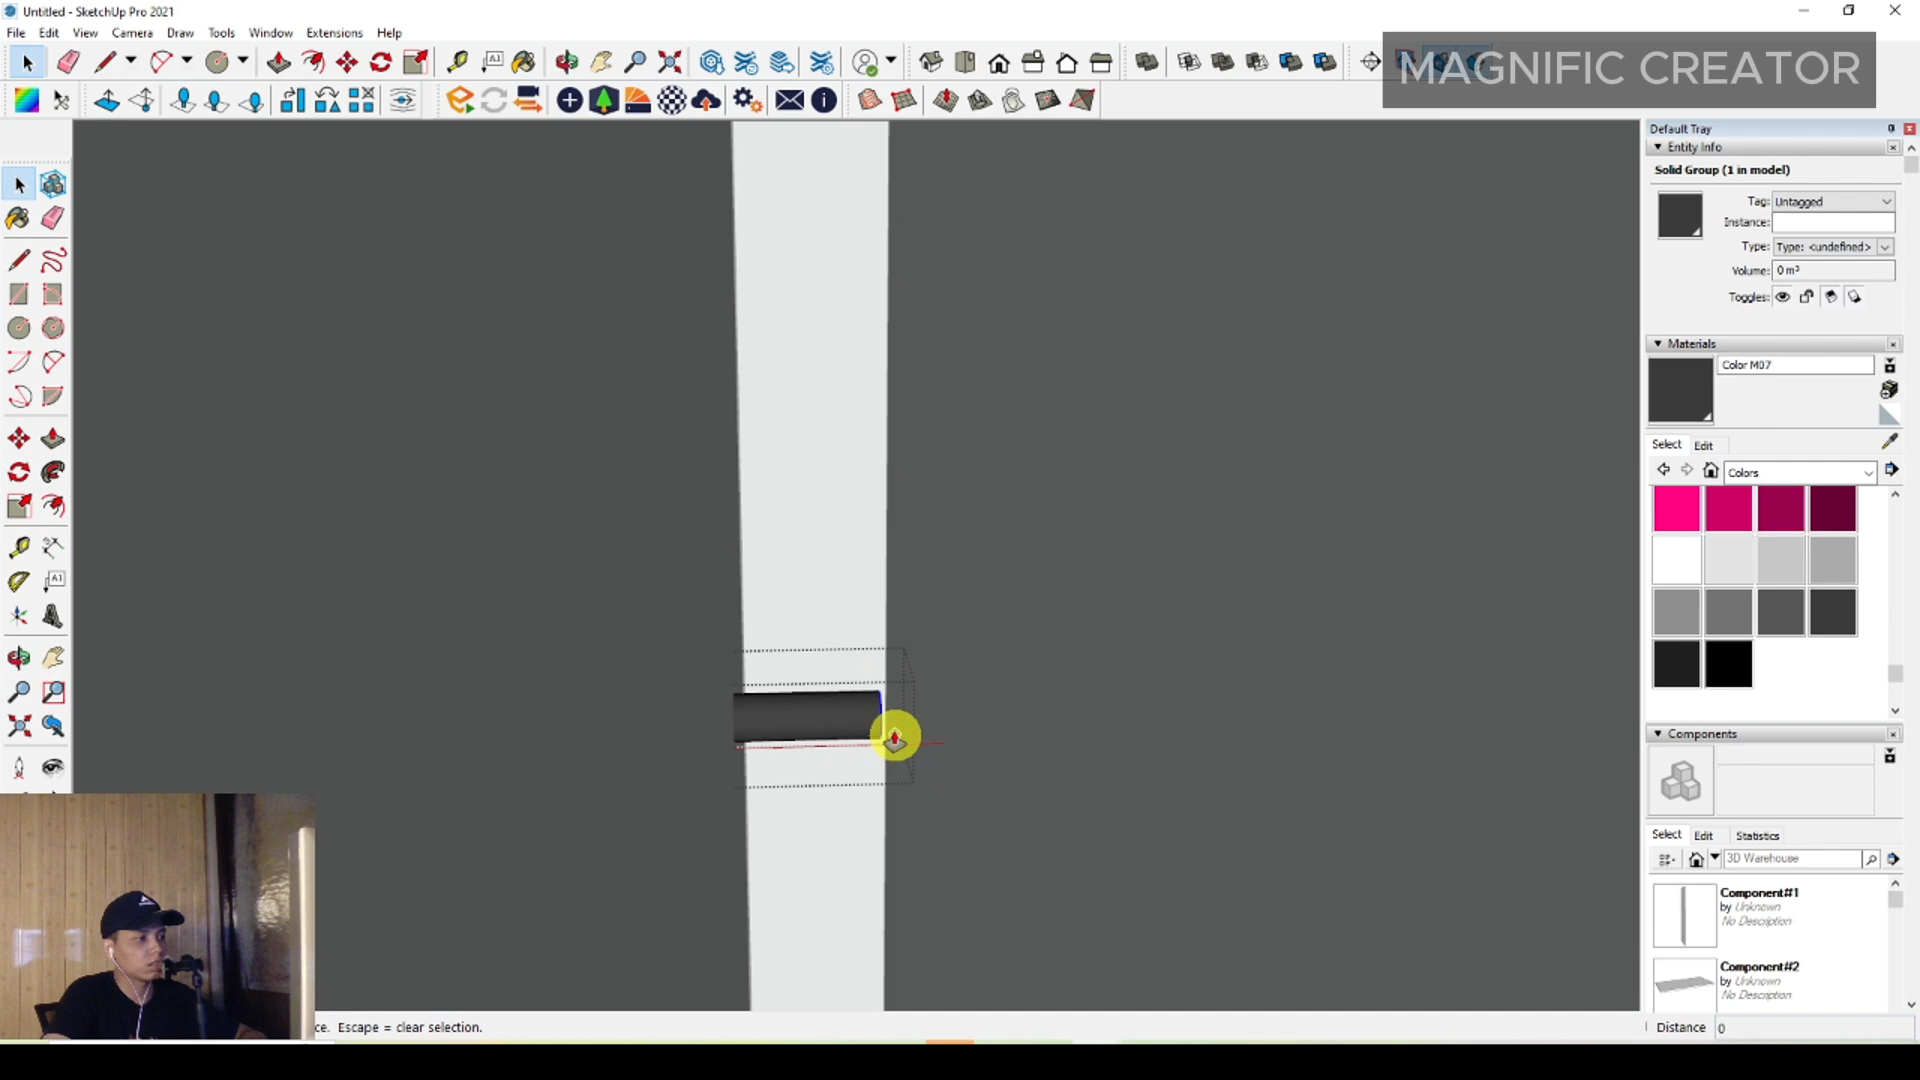 Untitled - SketchUp Pro 2021
File Edit View Camera Draw Tools Window Extensions Help
MAGNIFIC CREATOR
Default Tray
Entity Info
Solid Group (1 in model)
Tag: Untagged
Instance:
Type: Type: <undefined>
Volume: 0 m³
Toggles:
Materials
Color M07
Select Edit
Colors
Components
Select Edit Statistics
3D Warehouse
Component#1
by Unknown
No Description
Component#2
by Unknown
No Description
ce. Escape = clear selection.
Distance 0